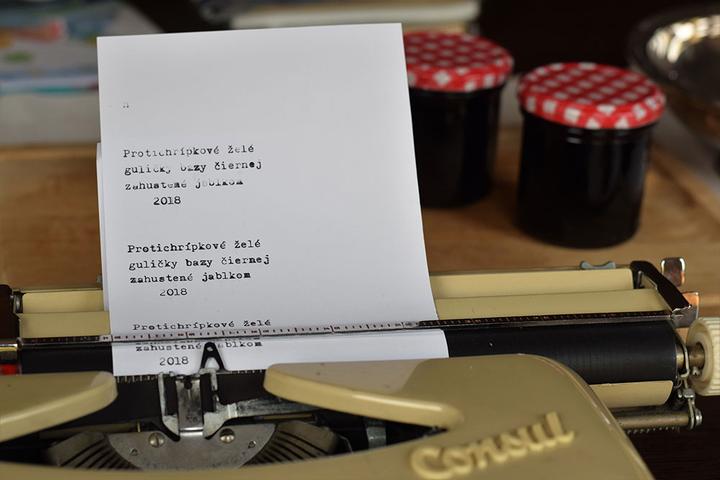 Protichrípkové želé
guličky bazy čiernej
zahustené jablkom
2018
Protichrípkové želé
guličky bazy čiernej
zahustené jablkom
2018
Protichrípkové želé
zahustené jablkom
2018
Consul